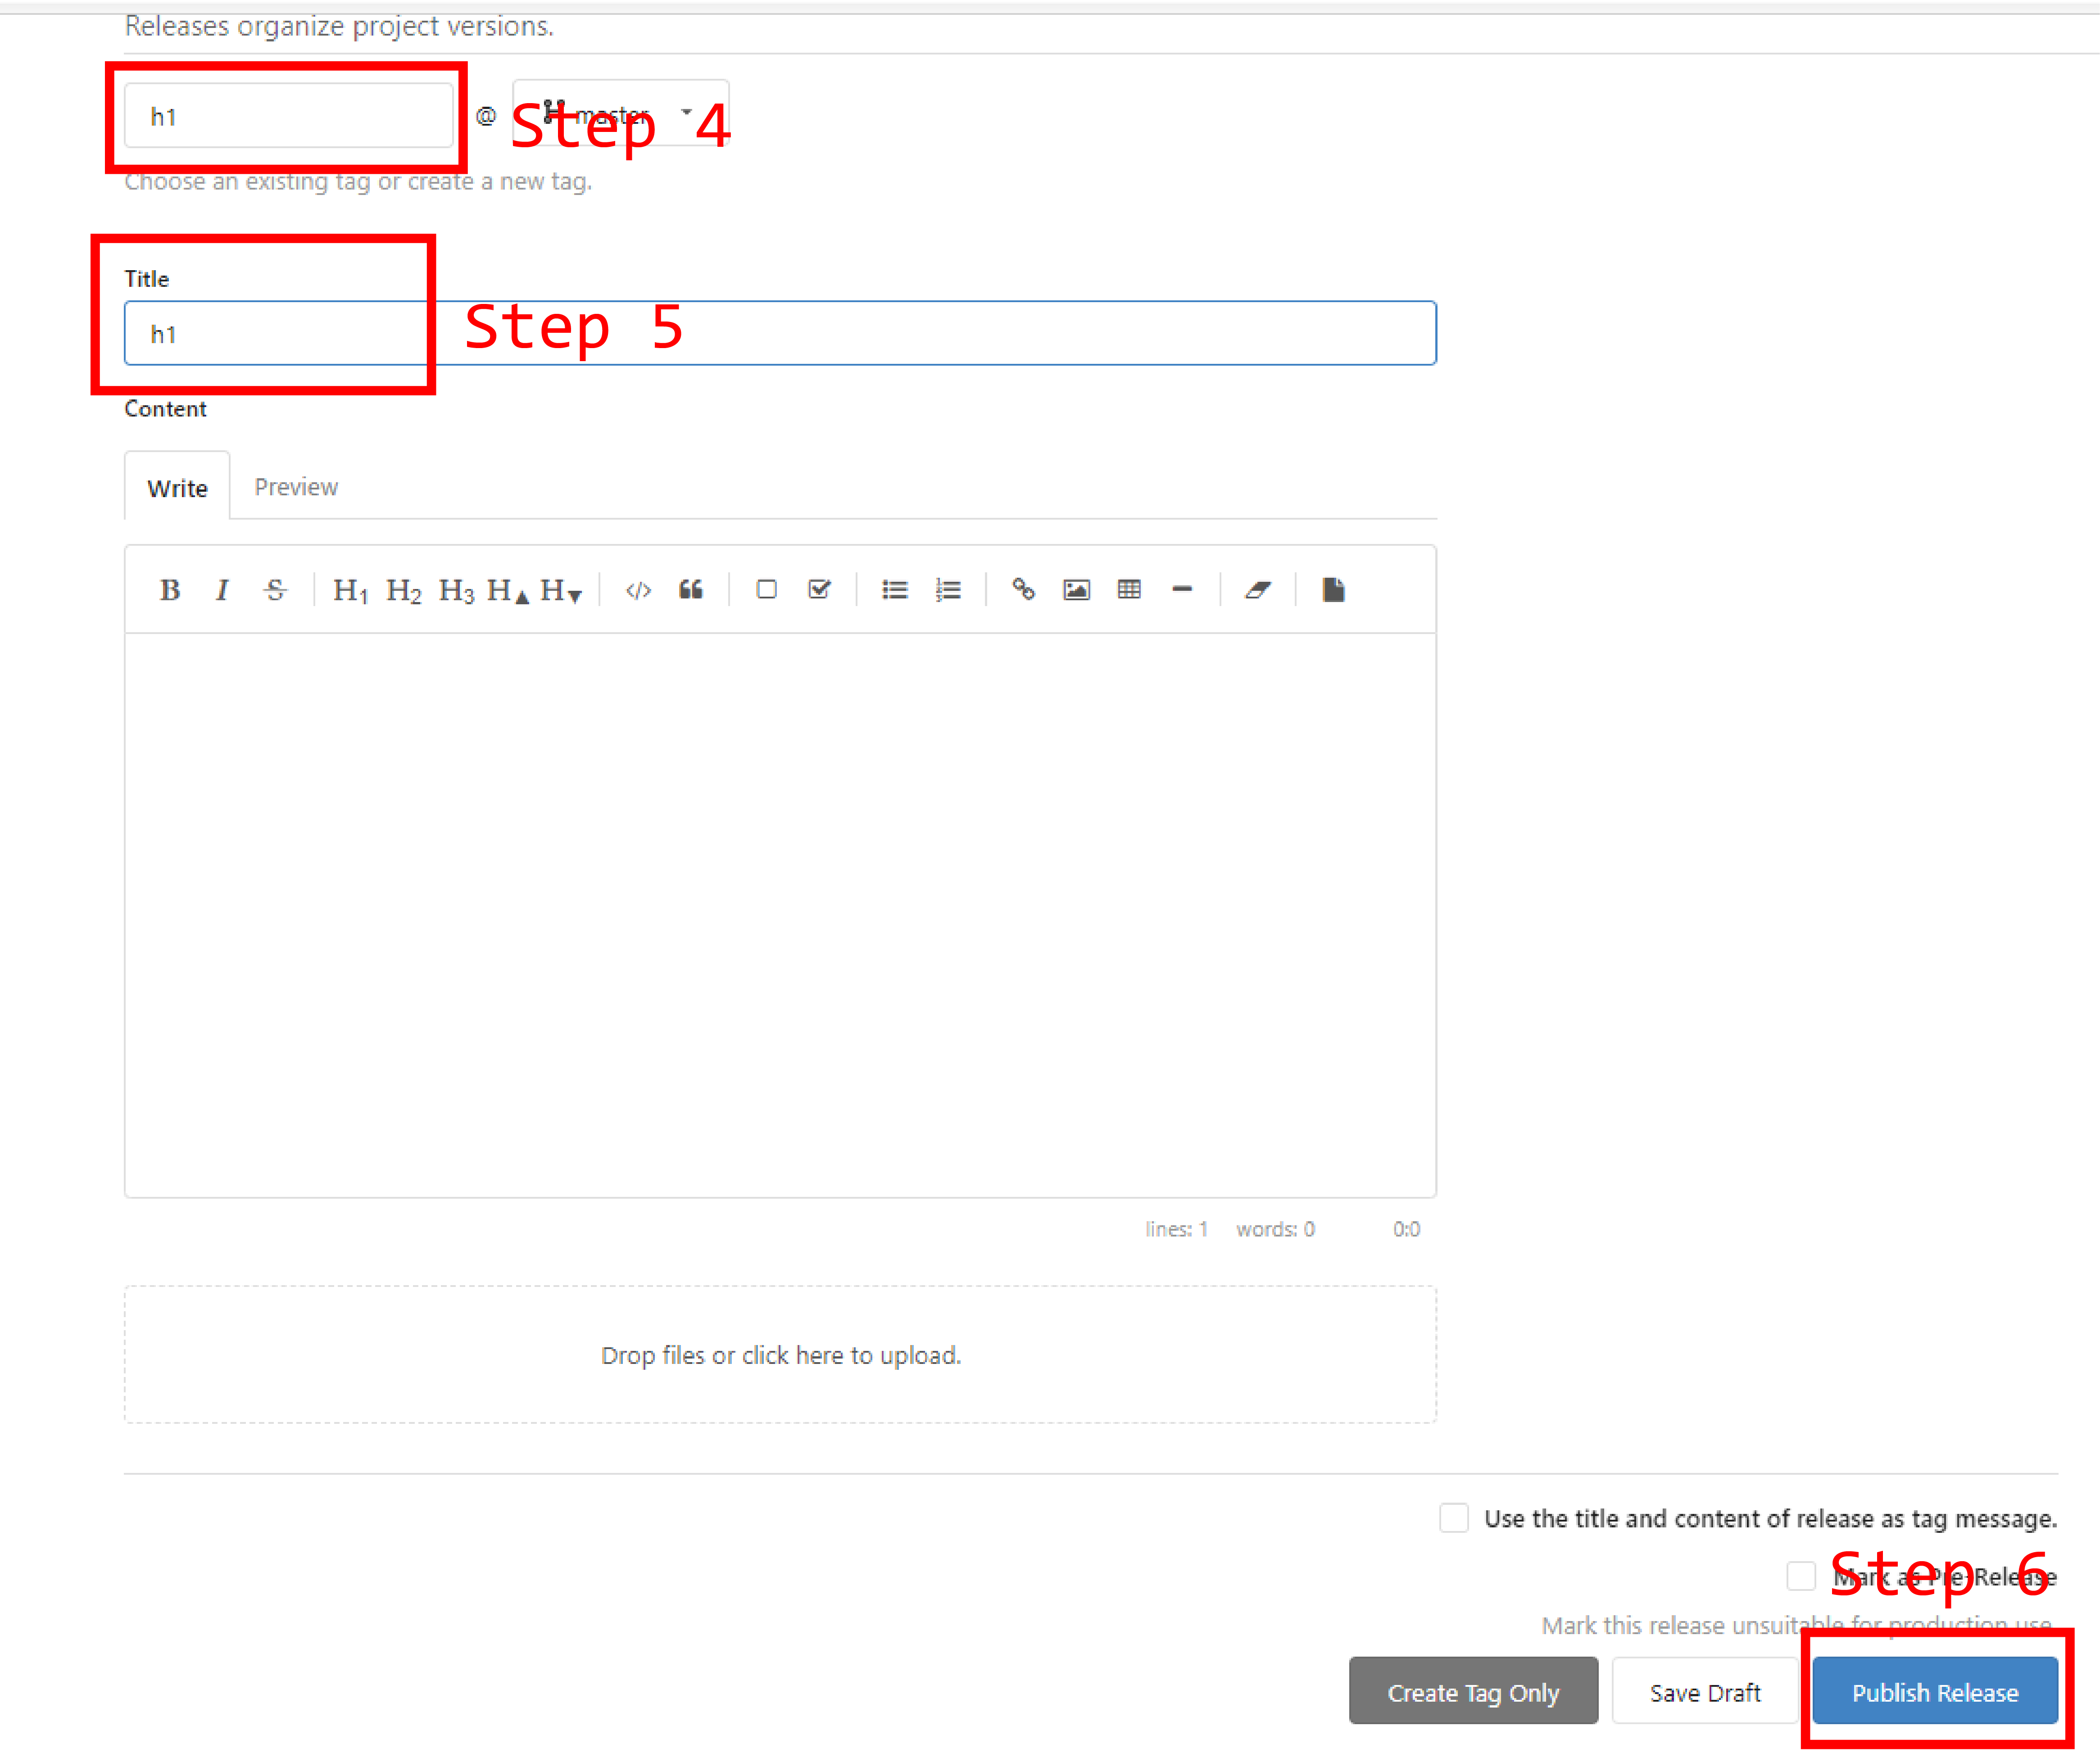 Releases organize project versions.
h1 @ master Step 4
Choose an existing tag or create a new tag.
Title
h1 Step 5
Content
Write Preview
B I S H1 H2 H3 H▲ H▼ </> “
lines: 1 words: 0 0:0
Drop files or click here to upload.
Use the title and content of release as tag message.
Step 6
Mark as Pre-Release
Mark this release unsuitable for production use.
Create Tag Only Save Draft Publish Release